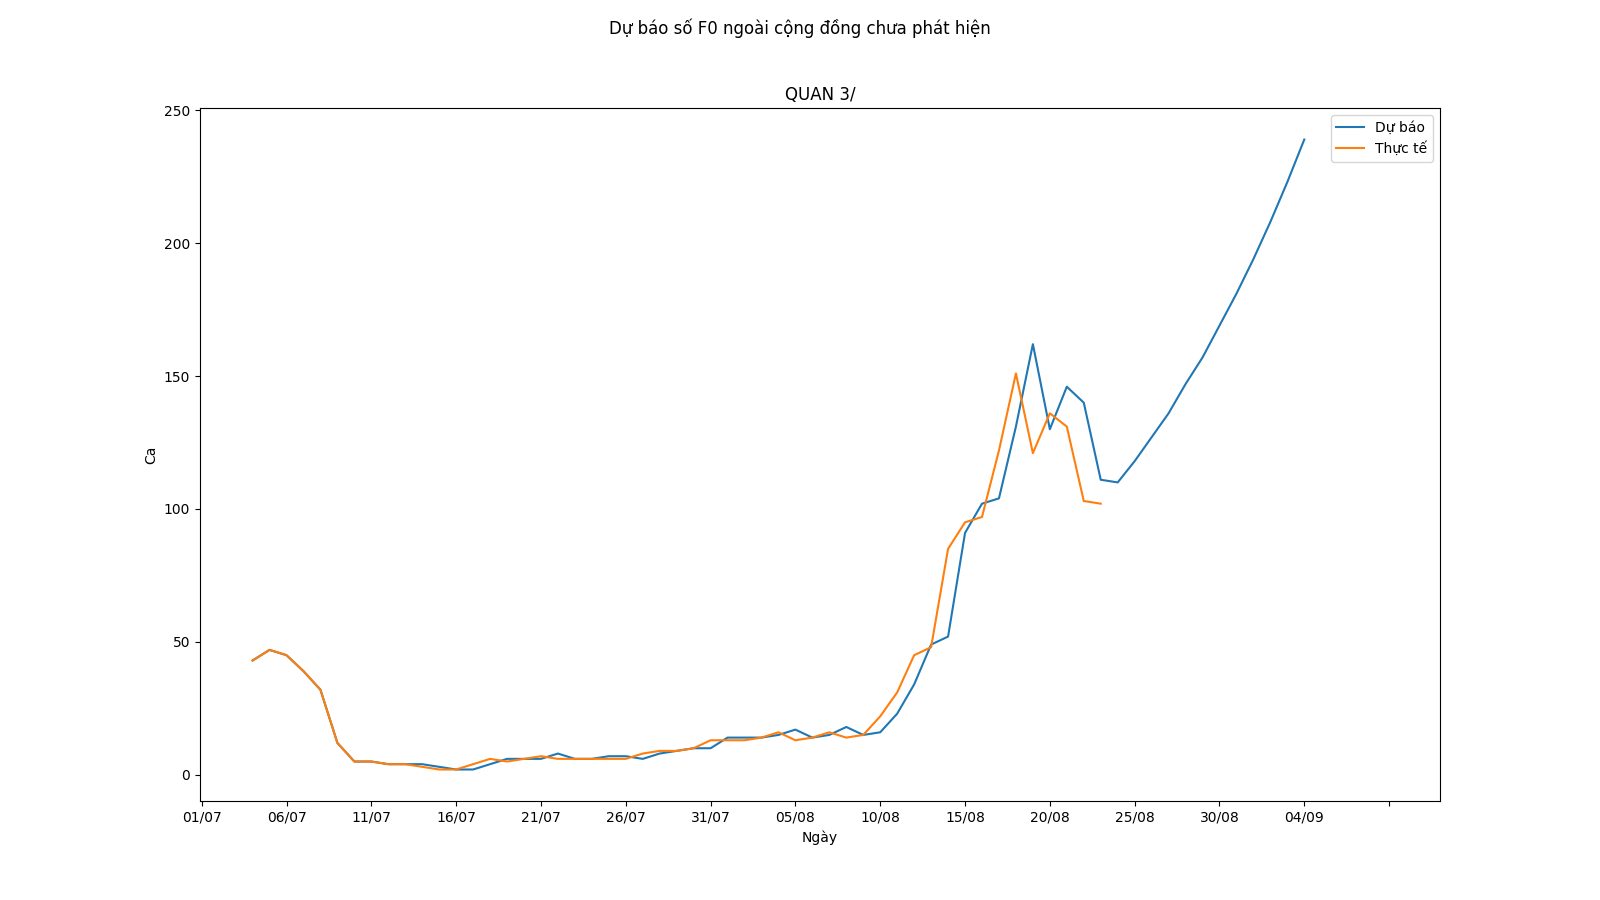 Dự báo số F0 ngoài cộng đồng chưa phát hiện
QUAN 3/
Dự báo
Thực tế
250
200
150
100
50
0
Ca
01/07 06/07 11/07 16/07 21/07 26/07 31/07 05/08 10/08 15/08 20/08 25/08 30/08 04/09
Ngày